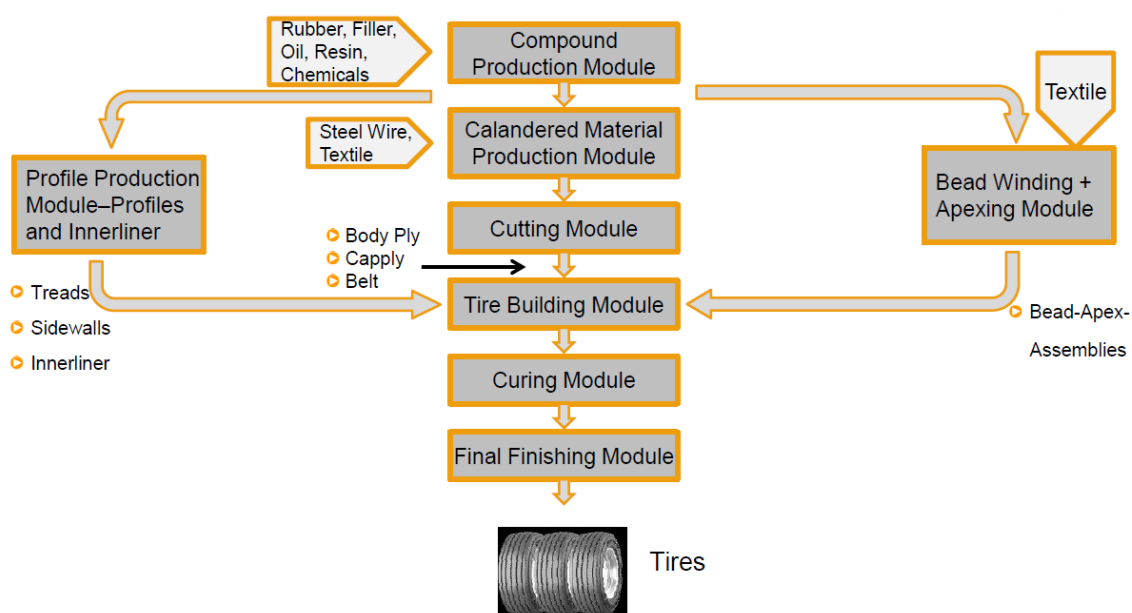 Rubber, Filler,
Oil, Resin,
Chemicals
Compound
Production Module
Textile
Steel Wire,
Textile
Calandered Material
Production Module
Profile Production
Module–Profiles
and Innerliner
Bead Winding +
Apexing Module
Cutting Module
Body Ply
Capply
Belt
Treads
Sidewalls
Innerliner
Tire Building Module
Bead-Apex-
Assemblies
Curing Module
Final Finishing Module
Tires